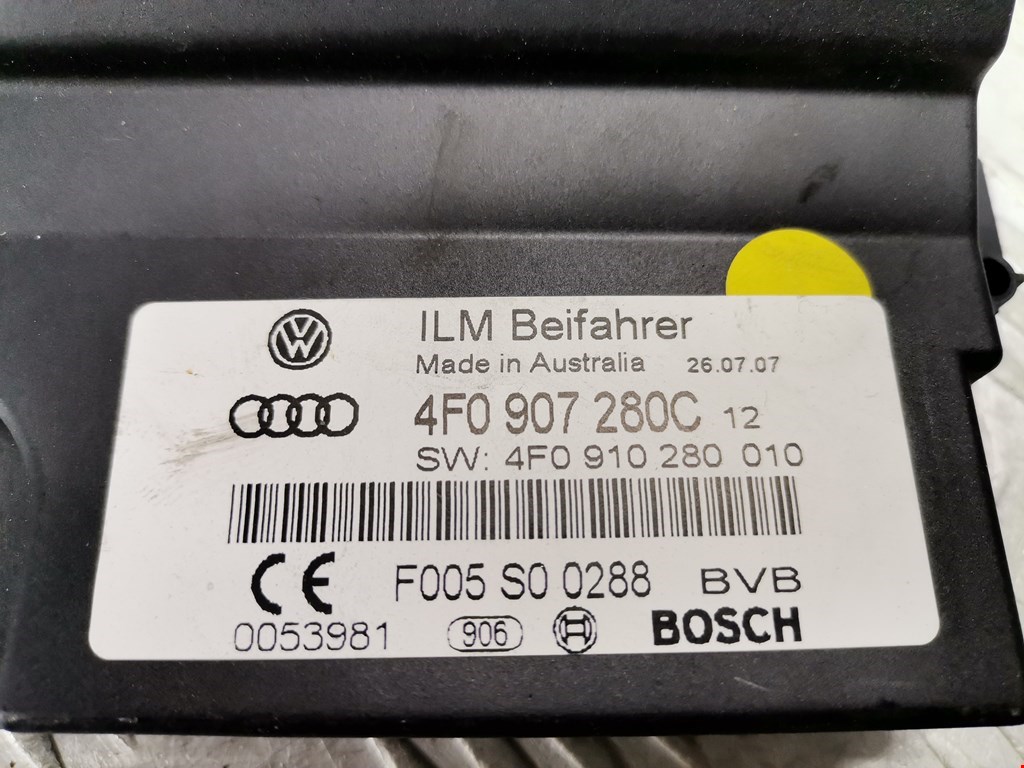 ILM Beifahrer
Made in Australia 26.07.07
4F0 907 280C 12
SW: 4F0 910 280 010
CE F005 S0 0288 BVB
0053981 906 BOSCH